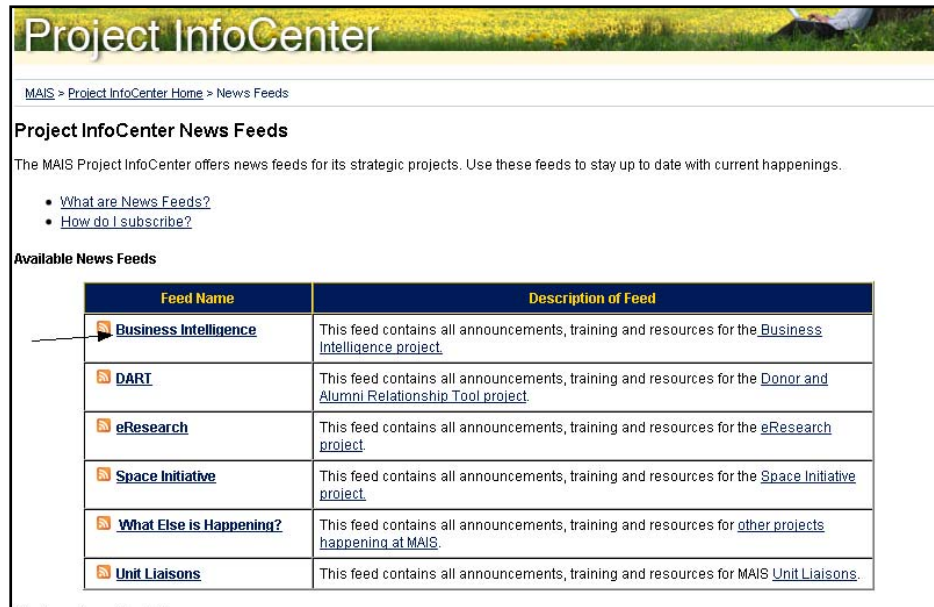 Project InfoCenter
MAIS > Project InfoCenter Home > News Feeds
Project InfoCenter News Feeds
The MAIS Project InfoCenter offers news feeds for its strategic projects. Use these feeds to stay up to date with current happenings.
• What are News Feeds?
• How do I subscribe?
Available News Feeds
Feed Name Description of Feed
Business Intelligence This feed contains all announcements, training and resources for the Business
Intelligence project.
DART This feed contains all announcements, training and resources for the Donor and
Alumni Relationship Tool project.
eResearch This feed contains all announcements, training and resources for the eResearch
project.
Space Initiative This feed contains all announcements, training and resources for the Space Initiative
project.
What Else is Happening? This feed contains all announcements, training and resources for other projects
happening at MAIS.
Unit Liaisons This feed contains all announcements, training and resources for MAIS Unit Liaisons.